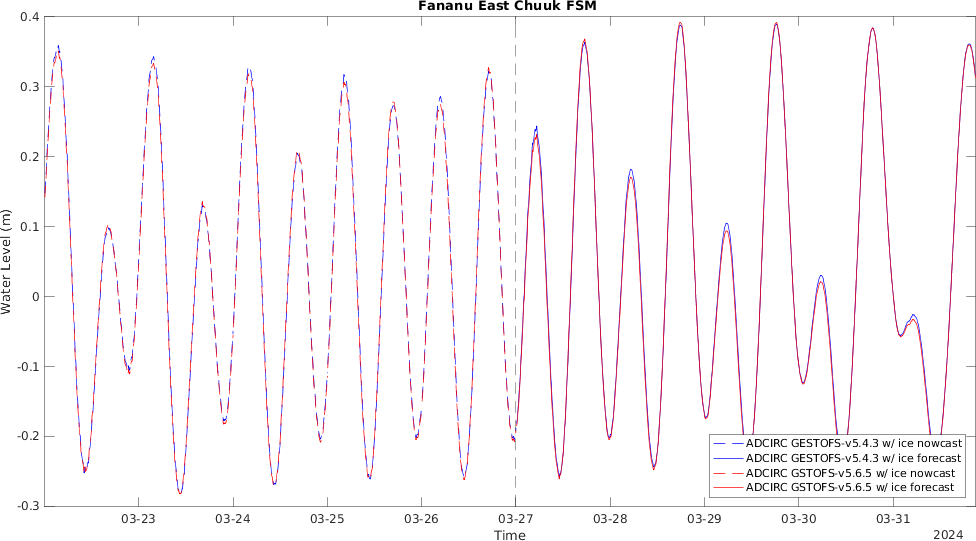 Fananu East Chuuk FSM
0.4
0.3
0.2
0.1
0
-0.1
-0.2
-0.3
Water Level (m)
03-23
03-24
03-25
03-26
03-27
03-28
03-29
03-30
03-31
Time
2024
ADCIRC GESTOFS-v5.4.3 w/ ice nowcast
ADCIRC GESTOFS-v5.4.3 w/ ice forecast
ADCIRC GSTOFS-v5.6.5 w/ ice nowcast
ADCIRC GSTOFS-v5.6.5 w/ ice forecast